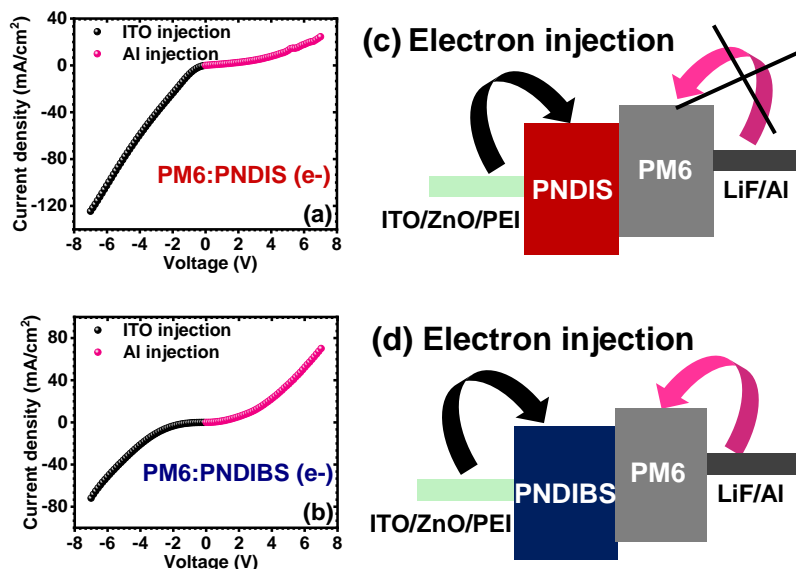 ITO injection
Al injection
PM6:PNDIS (e-)
(a)
Current density (mA/cm²)
40
0
-40
-80
-120
-8 -6 -4 -2 0 2 4 6 8
Voltage (V)
(c) Electron injection
PNDIS
PM6
ITO/ZnO/PEI
LiF/Al
ITO injection
Al injection
PM6:PNDIBS (e-)
(b)
Current density (mA/cm²)
80
40
0
-40
-80
-8 -6 -4 -2 0 2 4 6 8
Voltage (V)
(d) Electron injection
PNDIBS
PM6
ITO/ZnO/PEI
LiF/Al